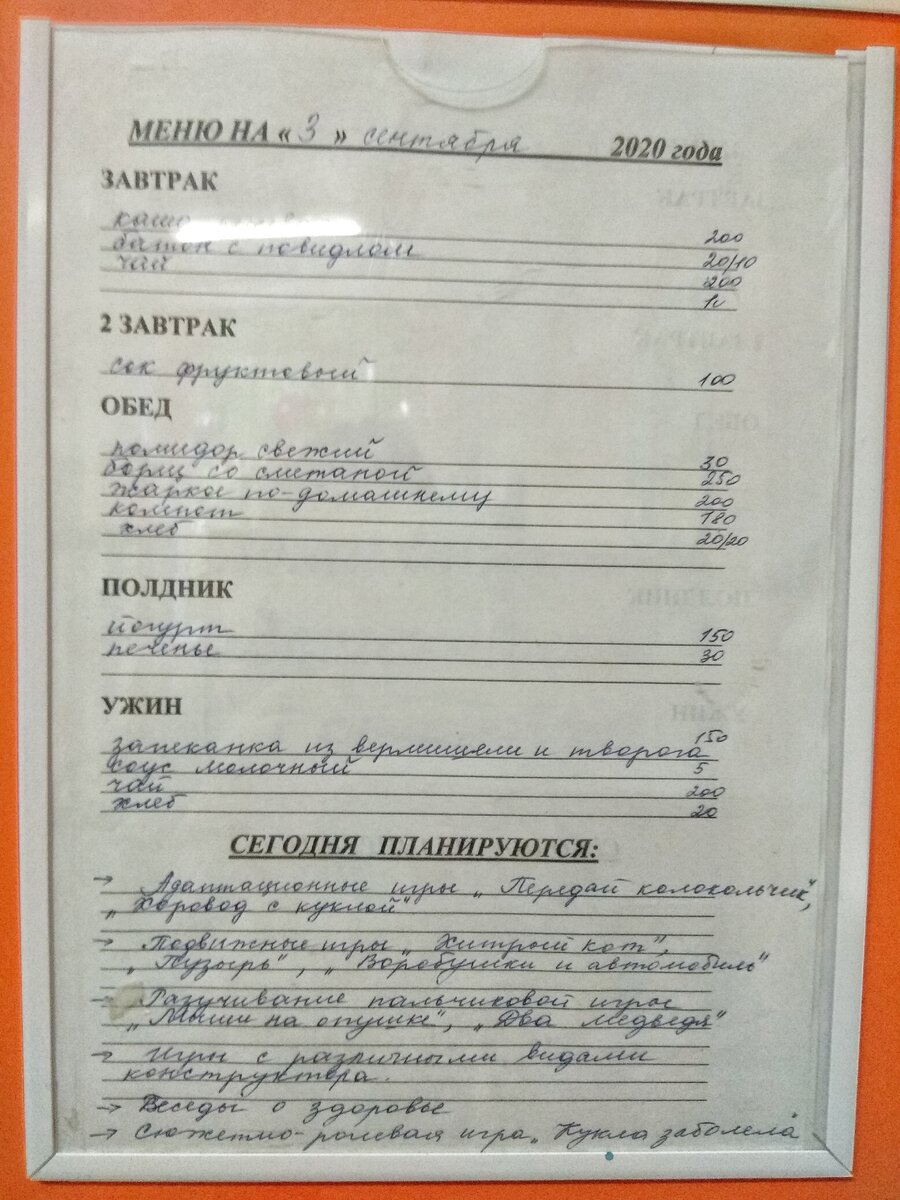 МЕНЮ НА « 3 » сентября 2020 года
ЗАВТРАК
каша 200
батон с повидлом 20/10
чай 200
2 ЗАВТРАК
сок фруктовый 100
ОБЕД
помидор свежий 30
борщ со сметаной 250
жаркое по-домашнему 200
компот 180
хлеб 20/20
ПОЛДНИК
йогурт 150
печенье 30
УЖИН
запеканка из вермишели и творога 150
соус молочный 5
чай 200
хлеб 20
СЕГОДНЯ ПЛАНИРУЮТСЯ:
→ Адаптационные игры „Передай колокольчик",
„Хоровод с куклой"
→ Подвижные игры „Хитрый кот",
„Пузырь", „Воробушки и автомобиль"
→ Разучивание пальчиковой игры
„Мыши на опушке", „Два медведя"
→ Игры с различными видами
конструктора.
→ Беседы о здоровье
→ Сюжетно-ролевая игра „Кукла заболела"